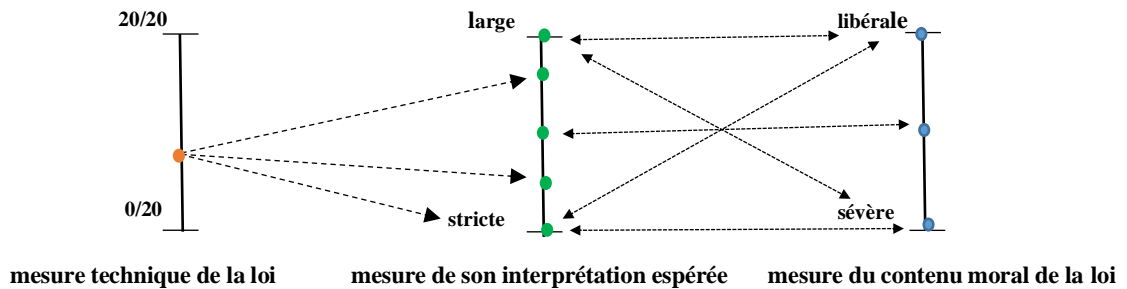 20/20
large
libérale
0/20
stricte
sévère
mesure technique de la loi
mesure de son interprétation espérée
mesure du contenu moral de la loi